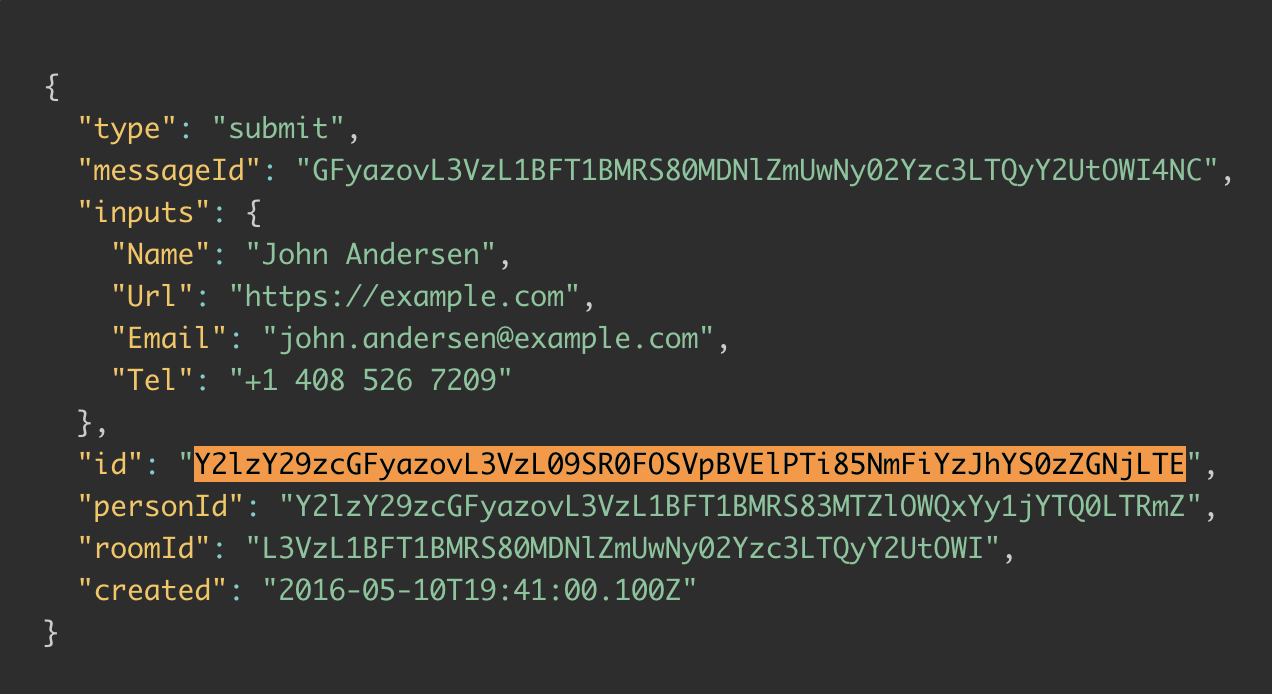 {
"type": "submit",
"messageId": "GFyazovL3VzL1BFT1BMRS80MDNlZmUwNy02Yzc3LTQyY2UtOWI4NC",
"inputs": {
"Name": "John Andersen",
"Url": "https://example.com",
"Email": "john.andersen@example.com",
"Tel": "+1 408 526 7209"
},
"id": "Y2lzY29zcGFyazovL3VzL09SR0FOSVpBVElPTi85NmFiYzJhYS0zZGNjLTE",
"personId": "Y2lzY29zcGFyazovL3VzL1BFT1BMRS83MTZlOWQxYy1jYTQ0LTRmZ",
"roomId": "L3VzL1BFT1BMRS80MDNlZmUwNy02Yzc3LTQyY2UtOWI",
"created": "2016-05-10T19:41:00.100Z"
}